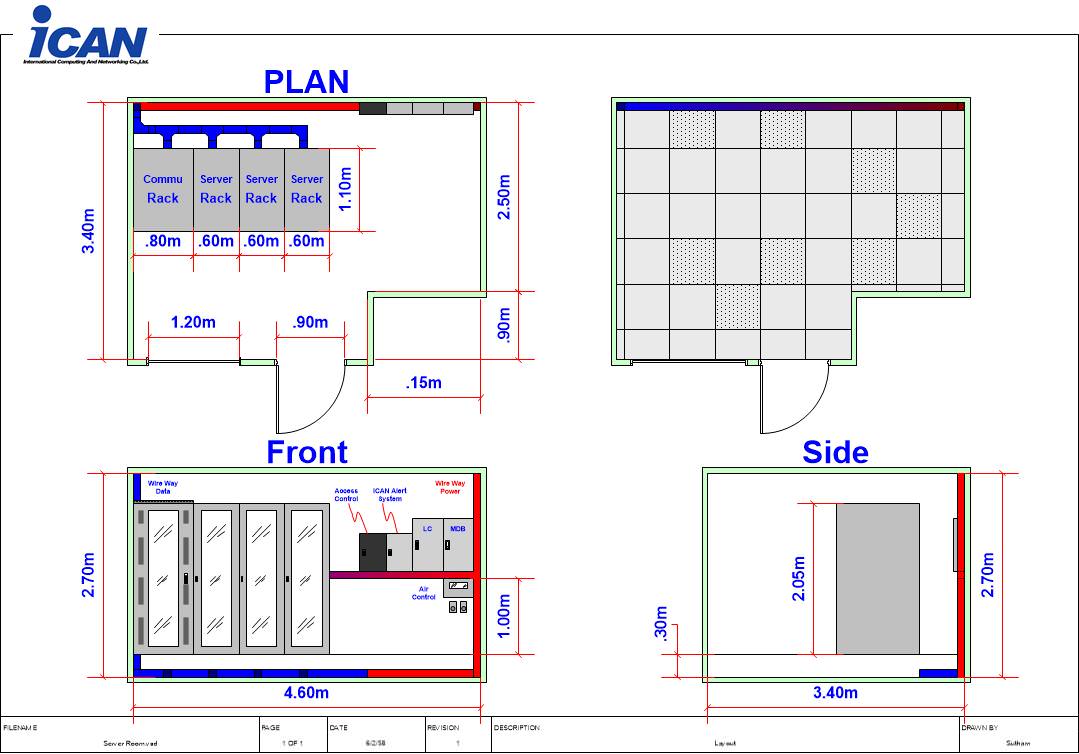 iCAN
International Computing And Networking Co.,Ltd.
PLAN
3.40m
Commu
Rack
Server
Rack
Server
Rack
Server
Rack
1.10m
2.50m
.80m
.60m
.60m
.60m
1.20m
.90m
.90m
.15m
Front
Side
Wire Way
Data
Access
Control
ICAN Alert
System
Wire Way
Power
LC
MDB
2.70m
Air
Control
1.00m
4.60m
2.05m
.30m
2.70m
3.40m
FILENAME
Server Room.vsd
PAGE
1 OF 1
DATE
6/2/58
REVISION
1
DESCRIPTION
Layout
DRAWN BY
Sutham